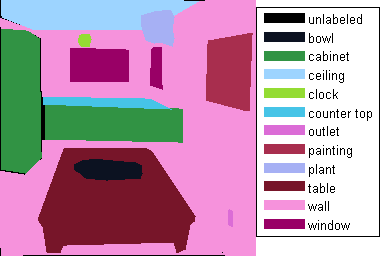 unlabeled
bowl
cabinet
ceiling
clock
counter top
outlet
painting
plant
table
wall
window